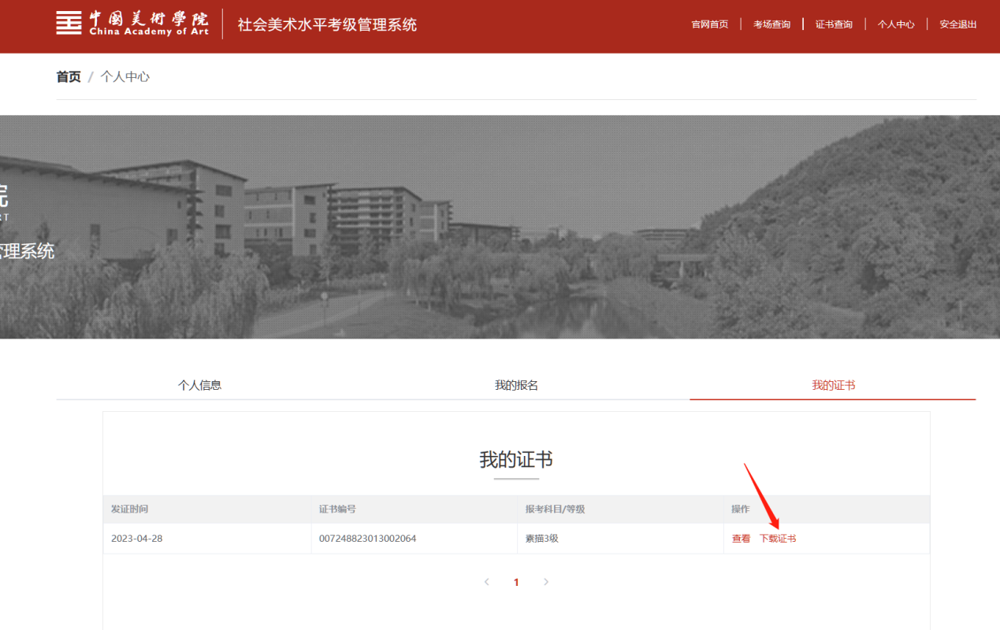 中國美術學院
China Academy of Art
社会美术水平考级管理系统
官网首页 考场查询 证书查询 个人中心 安全退出
首页 / 个人中心
院
RT
管理系统
个人信息 我的报名 我的证书
我的证书
发证时间 证书编号 报考科目/等级 操作
2023-04-28 007248823013002064 素描3级 查看 下载证书
< 1 >